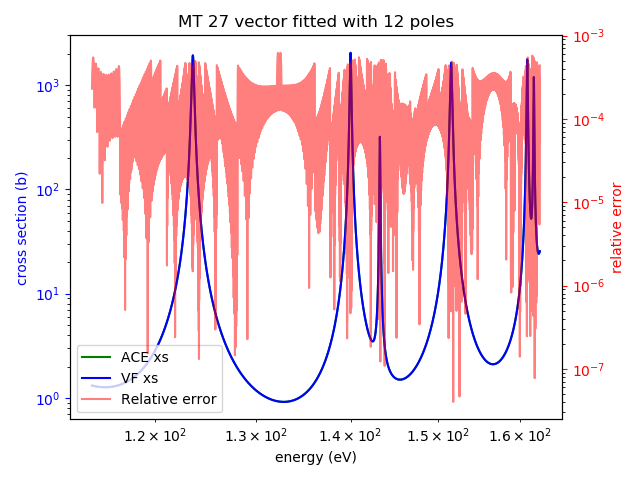 MT 27 vector fitted with 12 poles
cross section (b)
10³
10²
10¹
10⁰
10⁻³
10⁻⁴
10⁻⁵
10⁻⁶
10⁻⁷
relative error
ACE xs
VF xs
Relative error
1.2 × 10² 1.3 × 10² 1.4 × 10² 1.5 × 10² 1.6 × 10²
energy (eV)